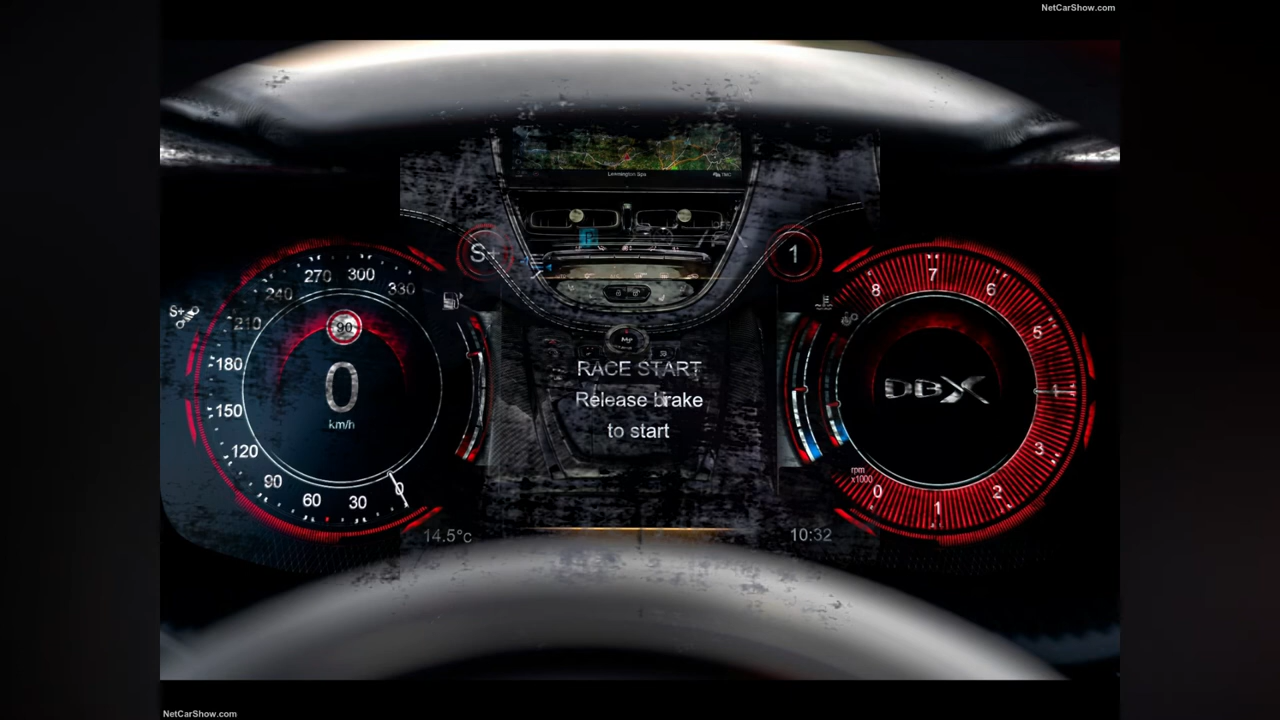 NetCarShow.com
Leamington Spa
S+
1
270
300
240
330
210
180
150
120
90
60
30
0
90
0
km/h
S+
RACE START
Release brake
to start
14.5°c
10:32
7
8
6
5
3
2
1
0
rpm
x1000
DBX
NetCarShow.com